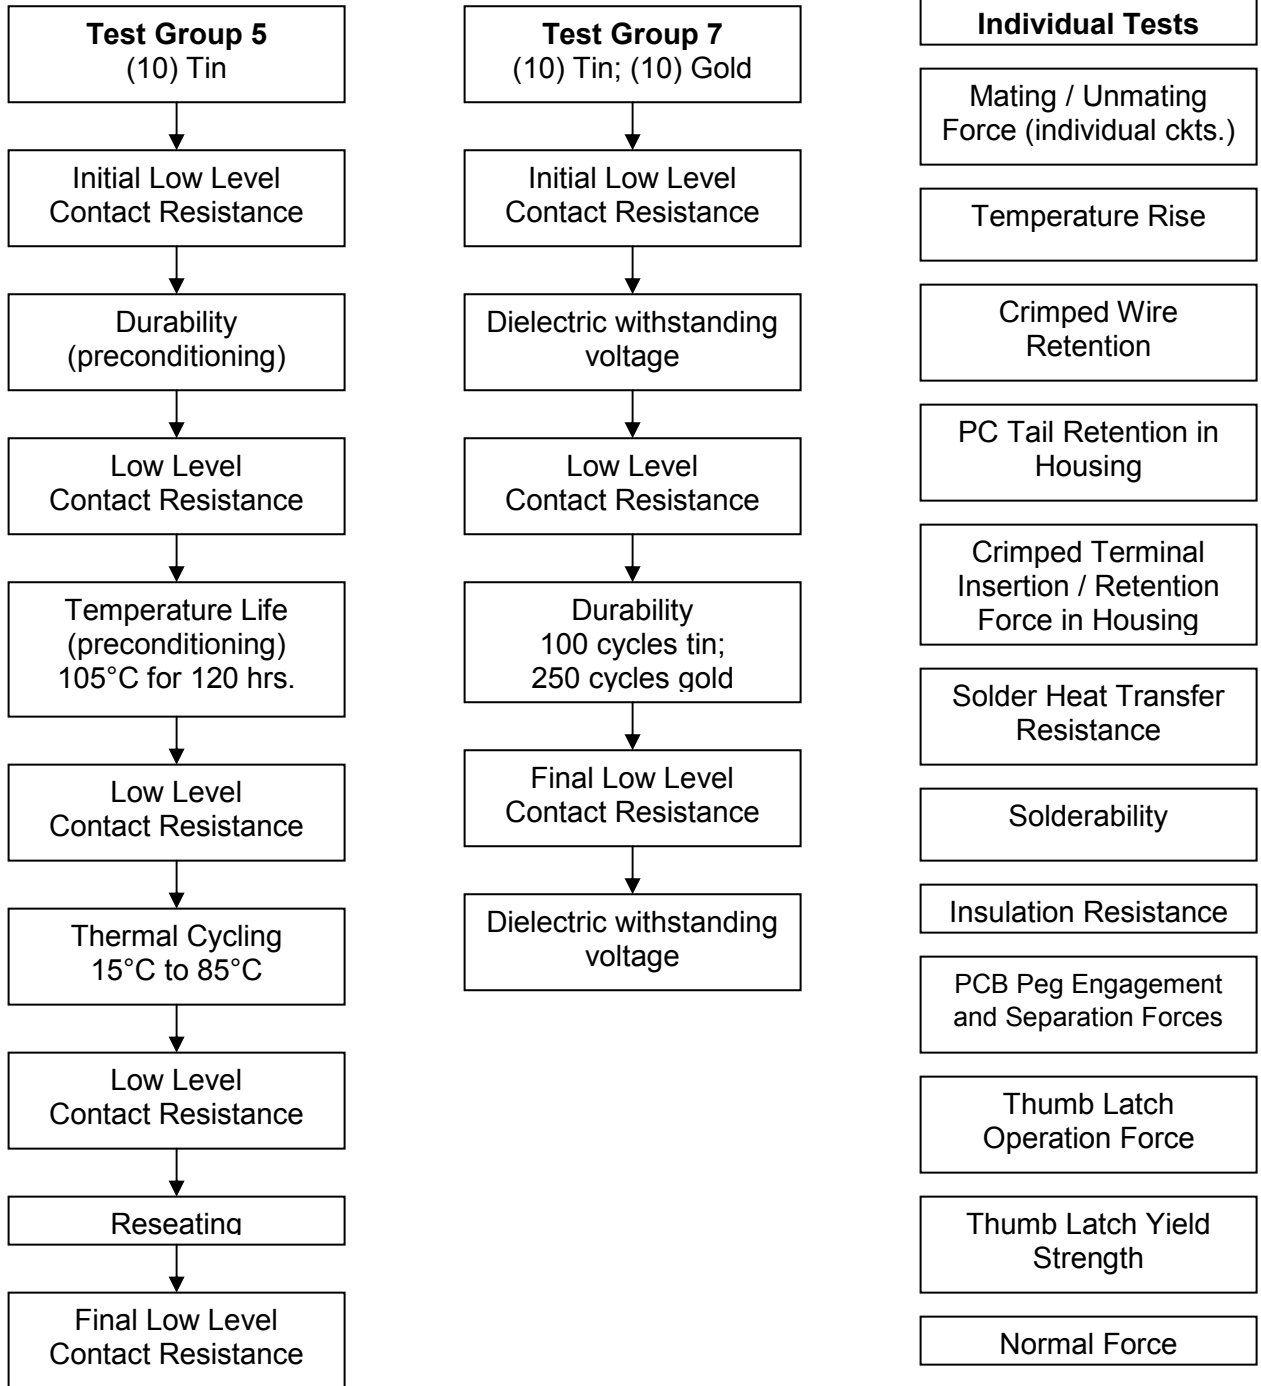 Test Group 5
(10) Tin
Initial Low Level
Contact Resistance
Durability
(preconditioning)
Low Level
Contact Resistance
Temperature Life
(preconditioning)
105°C for 120 hrs.
Low Level
Contact Resistance
Thermal Cycling
15°C to 85°C
Low Level
Contact Resistance
Reseating
Final Low Level
Contact Resistance
Test Group 7
(10) Tin; (10) Gold
Initial Low Level
Contact Resistance
Dielectric withstanding
voltage
Low Level
Contact Resistance
Durability
100 cycles tin;
250 cycles gold
Final Low Level
Contact Resistance
Dielectric withstanding
voltage
Individual Tests
Mating / Unmating
Force (individual ckts.)
Temperature Rise
Crimped Wire
Retention
PC Tail Retention in
Housing
Crimped Terminal
Insertion / Retention
Force in Housing
Solder Heat Transfer
Resistance
Solderability
Insulation Resistance
PCB Peg Engagement
and Separation Forces
Thumb Latch
Operation Force
Thumb Latch Yield
Strength
Normal Force